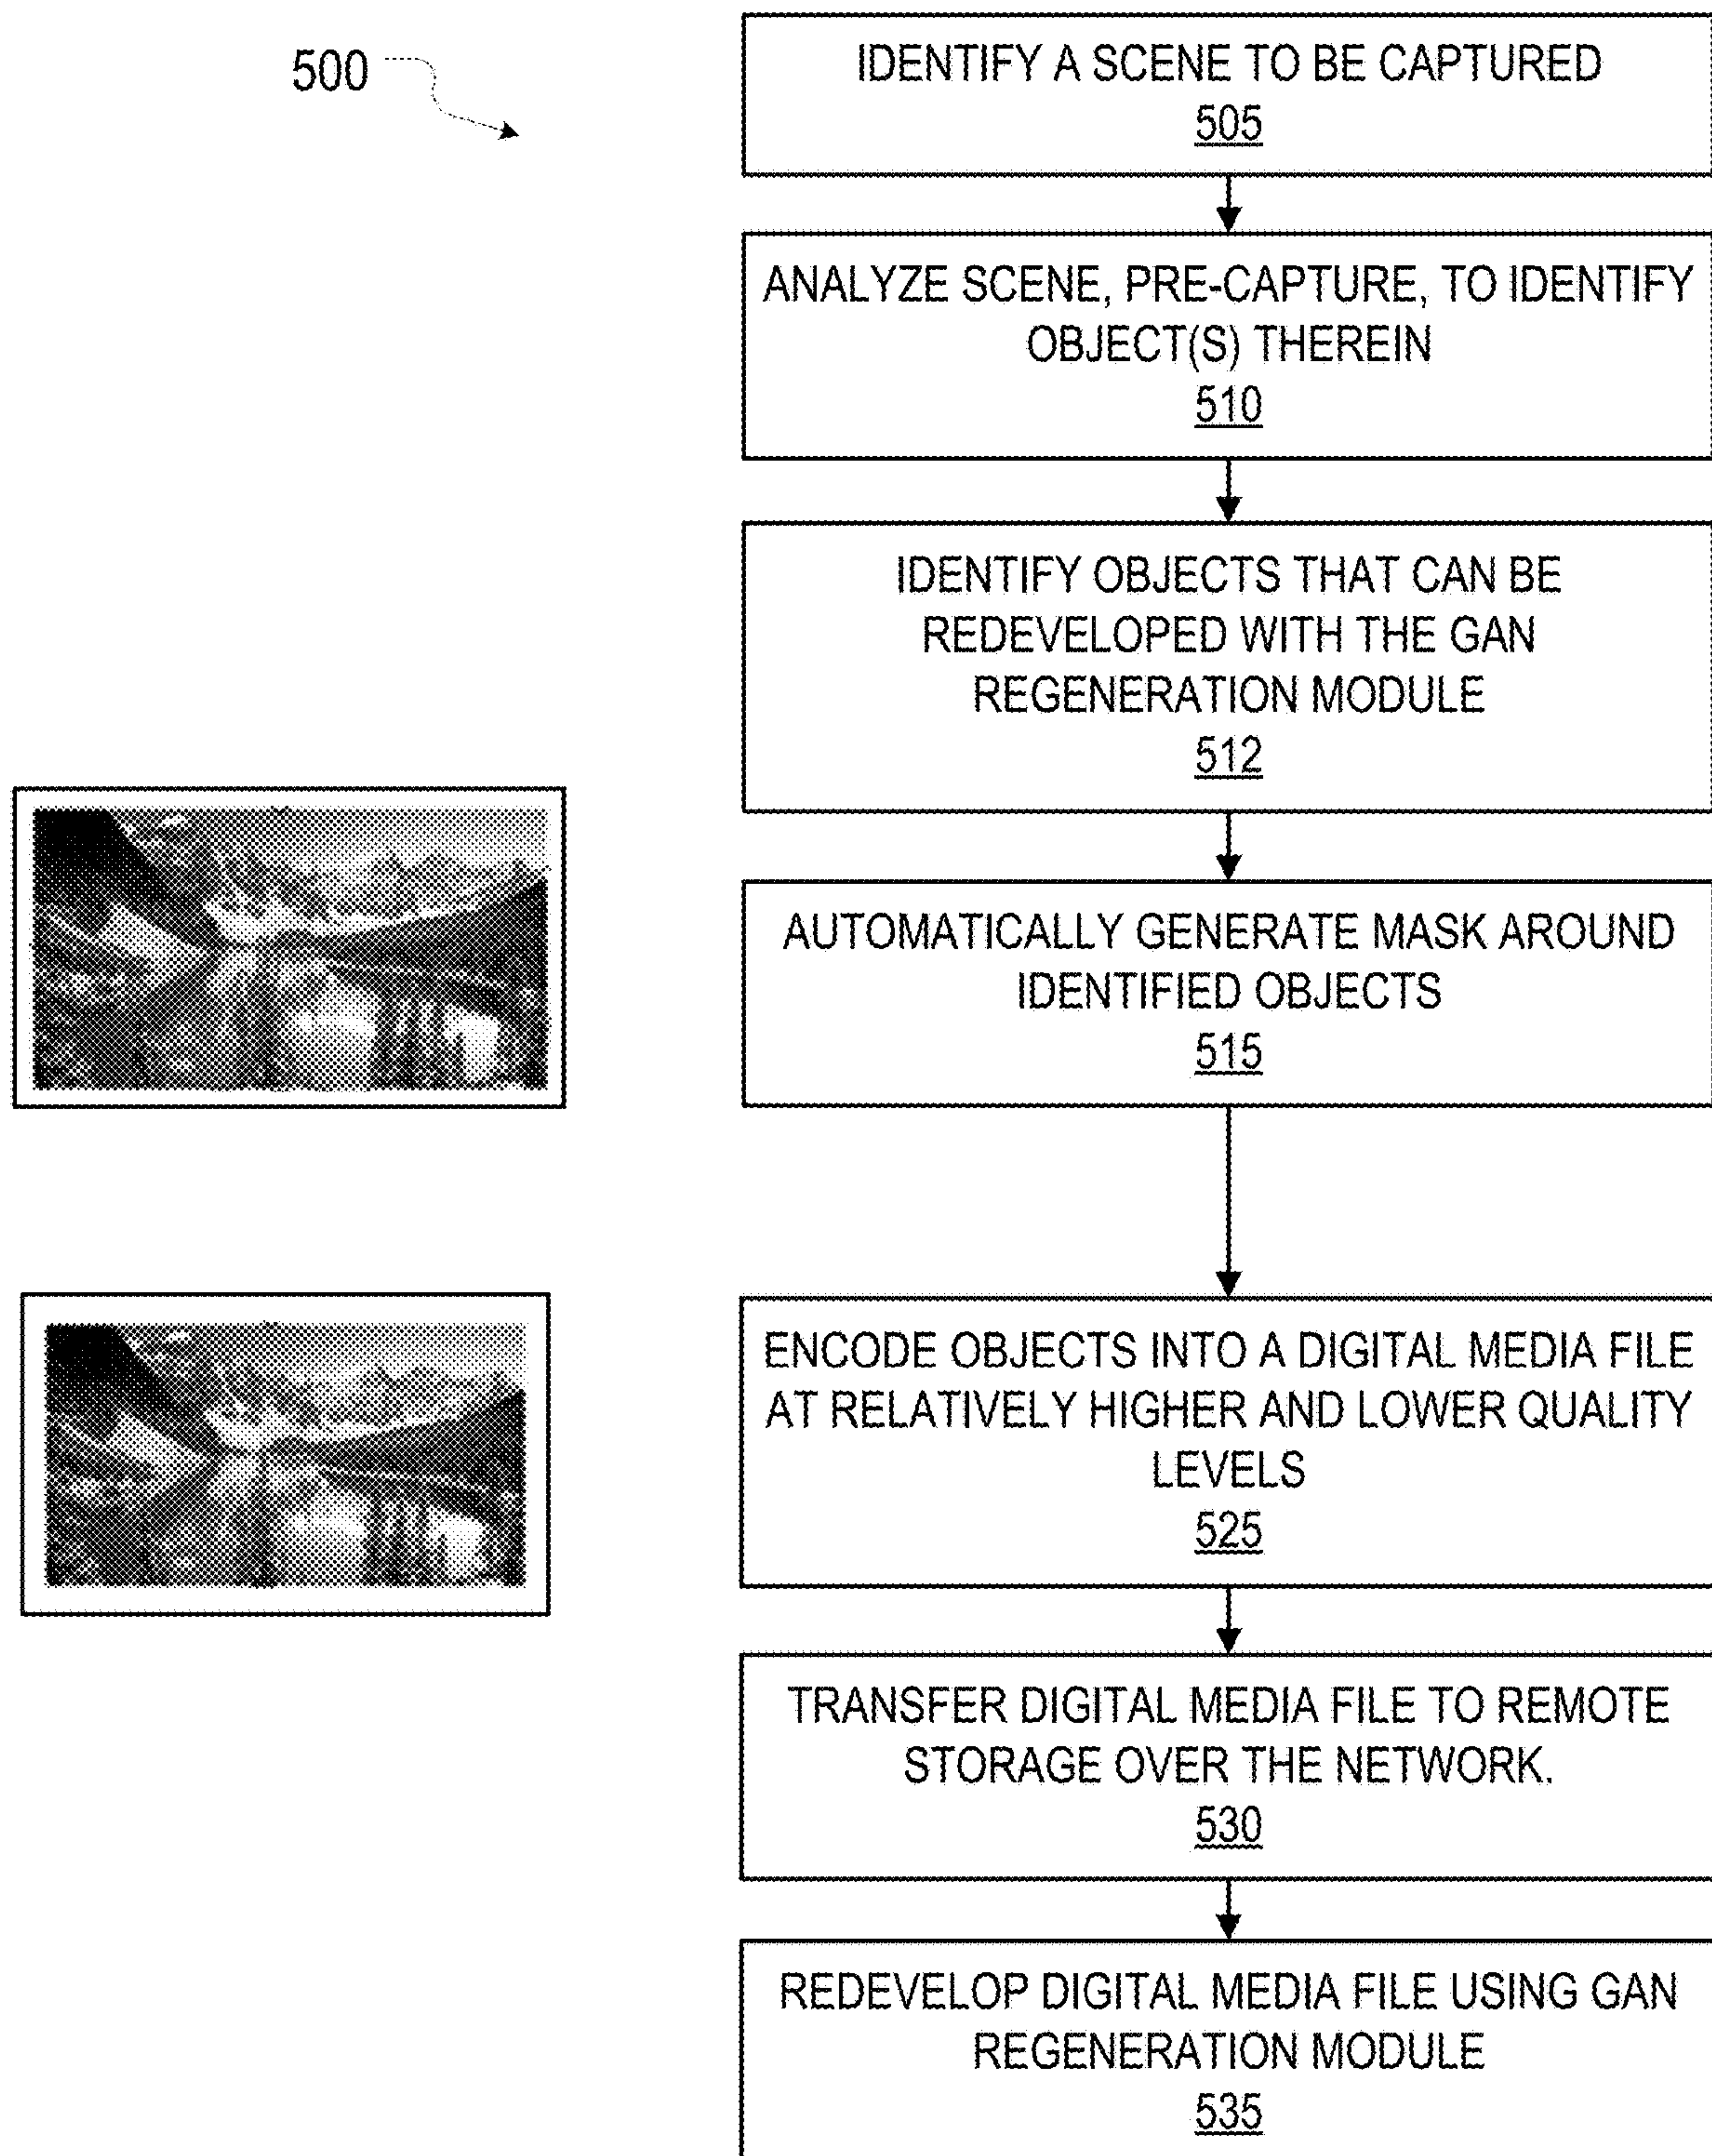 500
IDENTIFY A SCENE TO BE CAPTURED
505
ANALYZE SCENE, PRE-CAPTURE, TO IDENTIFY
OBJECT(S) THEREIN
510
IDENTIFY OBJECTS THAT CAN BE
REDEVELOPED WITH THE GAN
REGENERATION MODULE
512
AUTOMATICALLY GENERATE MASK AROUND
IDENTIFIED OBJECTS
515
ENCODE OBJECTS INTO A DIGITAL MEDIA FILE
AT RELATIVELY HIGHER AND LOWER QUALITY
LEVELS
525
TRANSFER DIGITAL MEDIA FILE TO REMOTE
STORAGE OVER THE NETWORK.
530
REDEVELOP DIGITAL MEDIA FILE USING GAN
REGENERATION MODULE
535